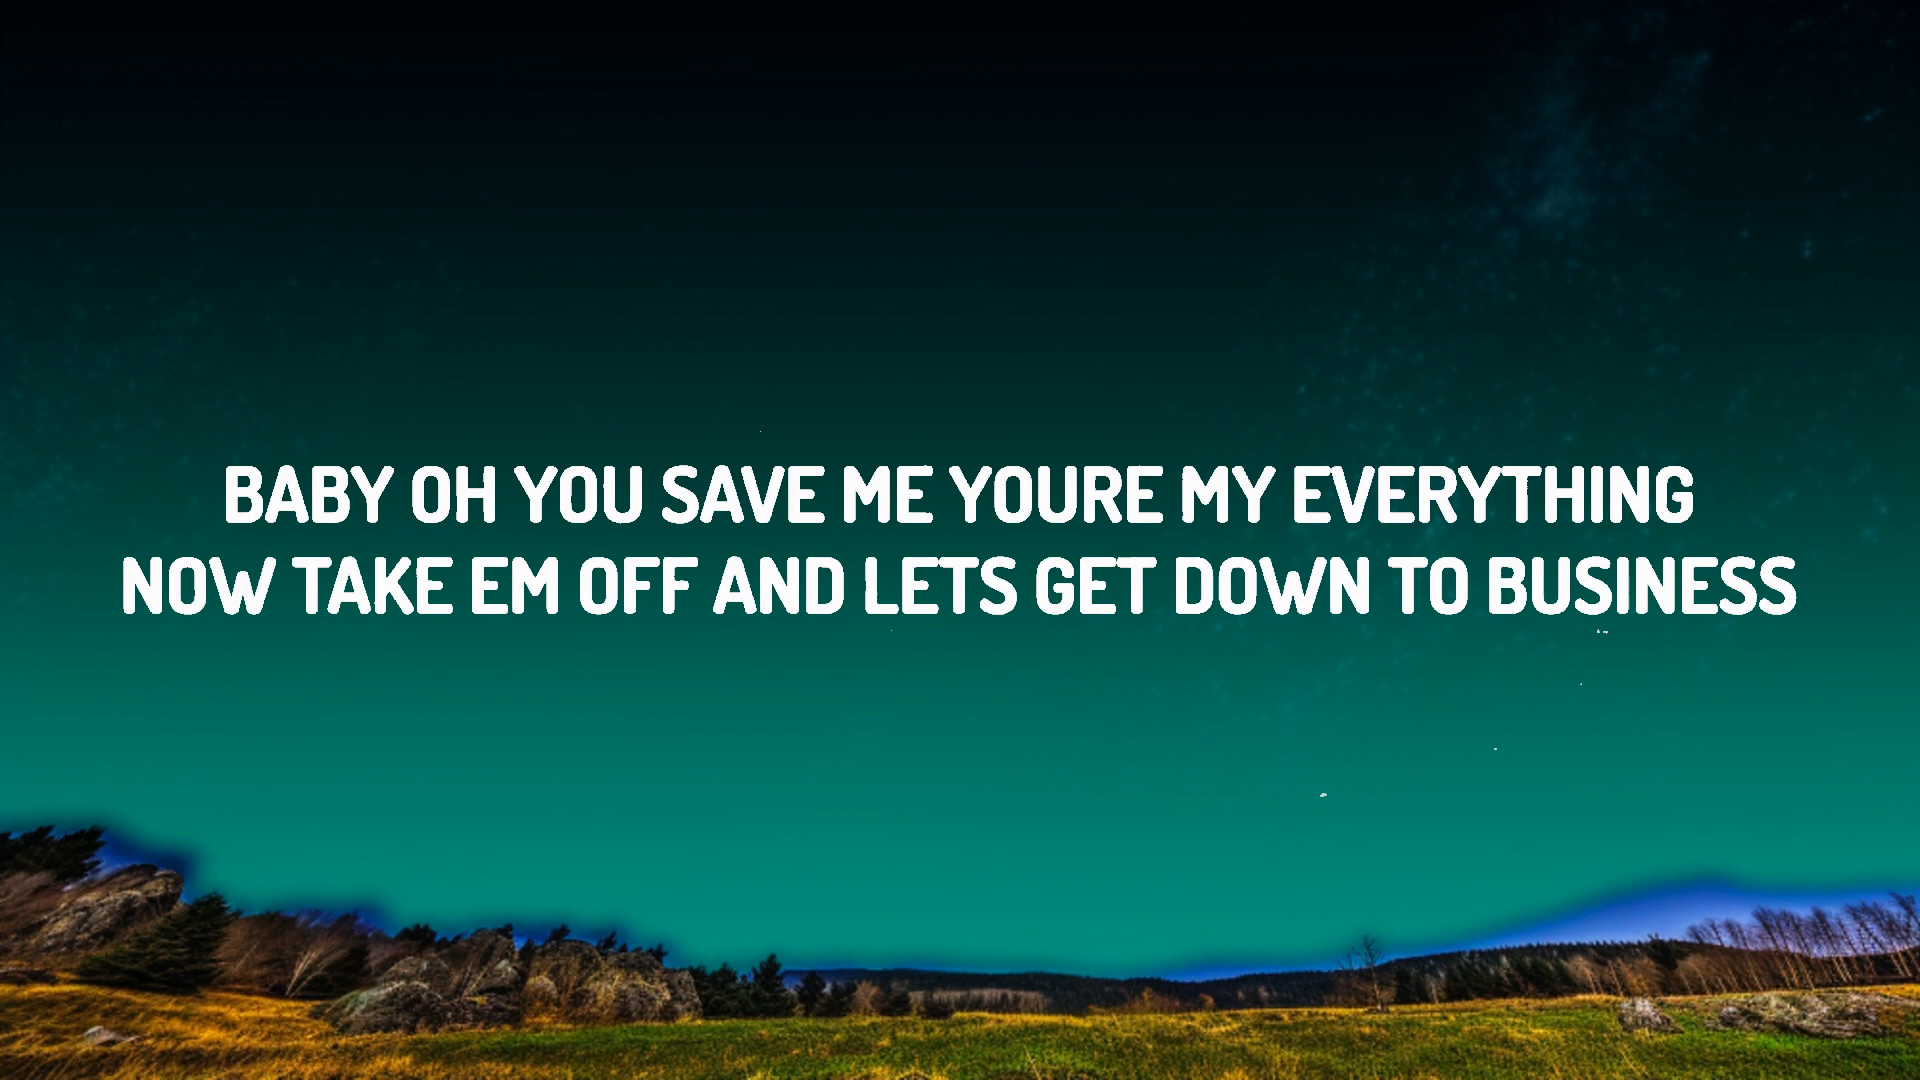 BABY OH YOU SAVE ME YOURE MY EVERYTHING
NOW TAKE EM OFF AND LETS GET DOWN TO BUSINESS